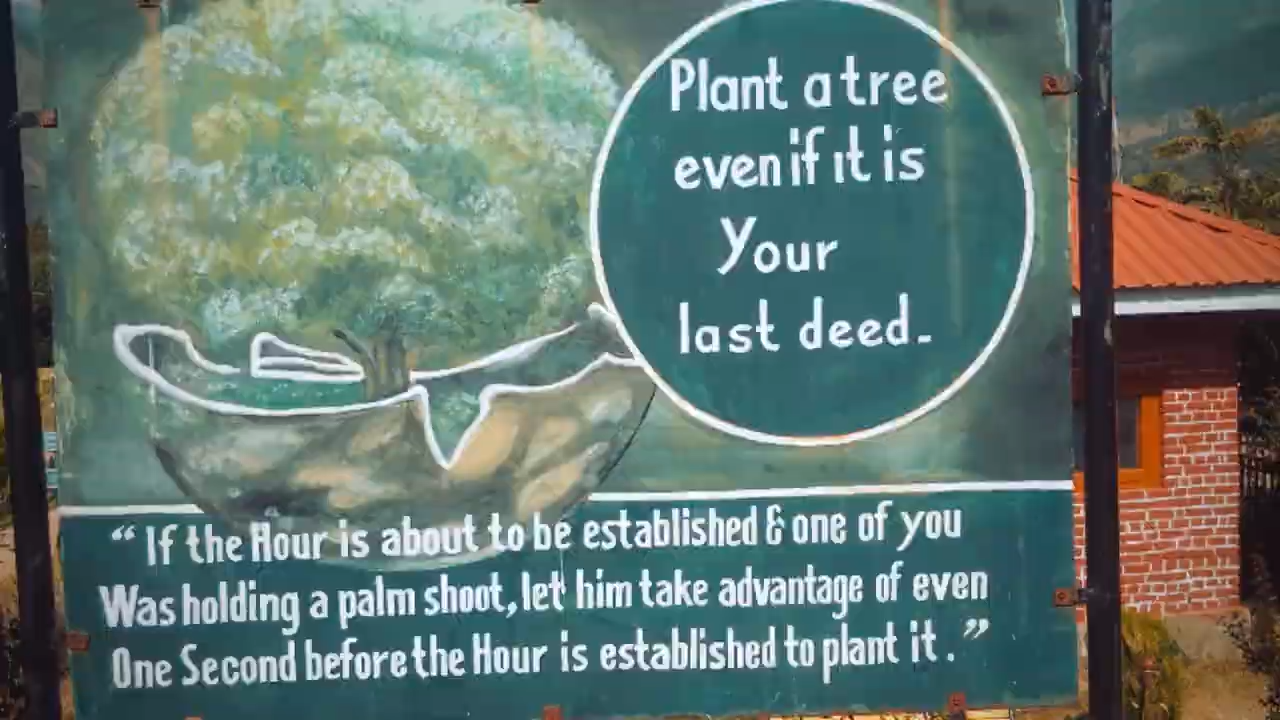 Plant a tree
even if it is
Your
last deed.
“ If the Hour is about to be established & one of you
Was holding a palm shoot, let him take advantage of even
One Second before the Hour is established to plant it . ”